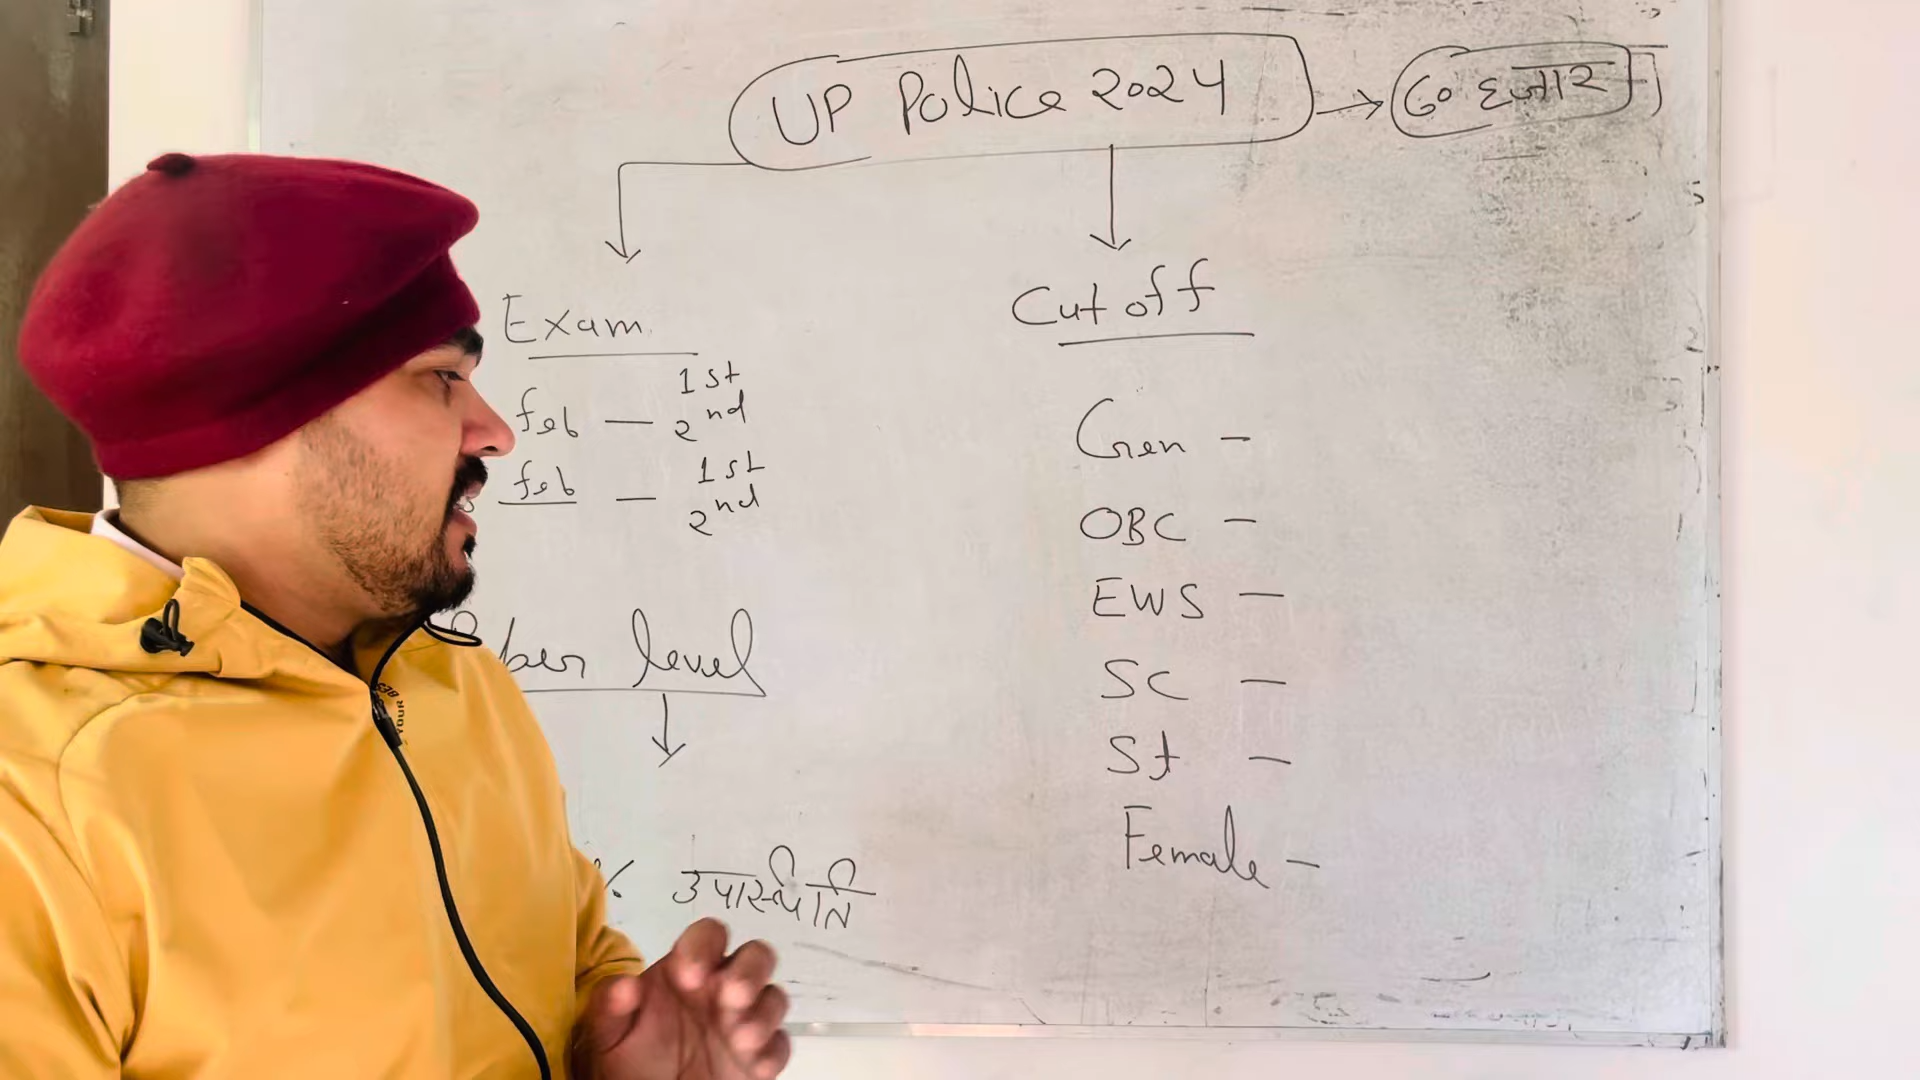 UP Police 2024 → 60 हजार
Exam
feb — 1st
2nd
feb — 1st
2nd
level
% उपस्थिति
Cut off
Gen -
OBC -
EWS -
SC -
St -
Female -
YOUR